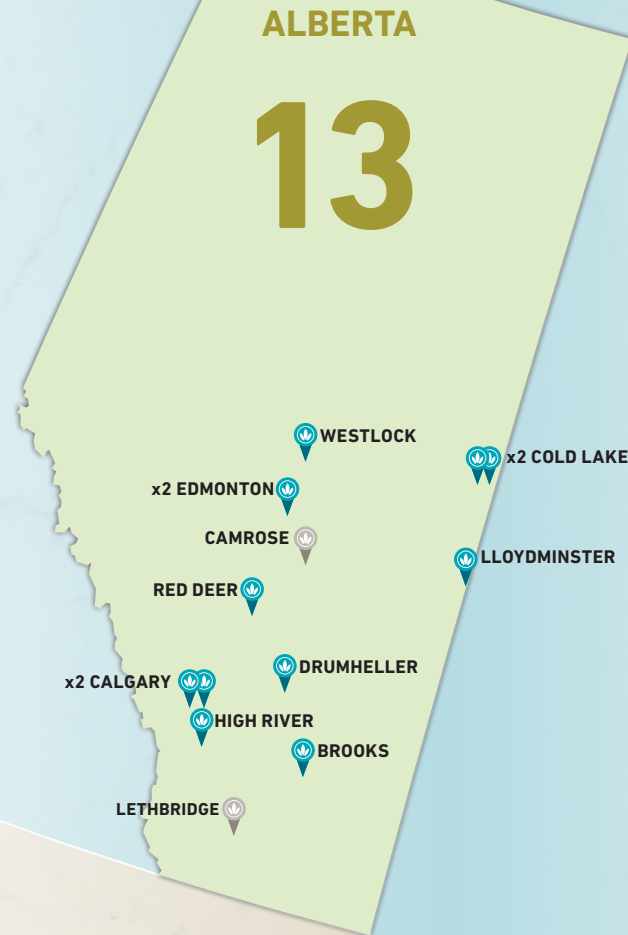 ALBERTA
13
WESTLOCK
x2 COLD LAKE
x2 EDMONTON
CAMROSE
LLOYDMINSTER
RED DEER
DRUMHELLER
x2 CALGARY
HIGH RIVER
BROOKS
LETHBRIDGE